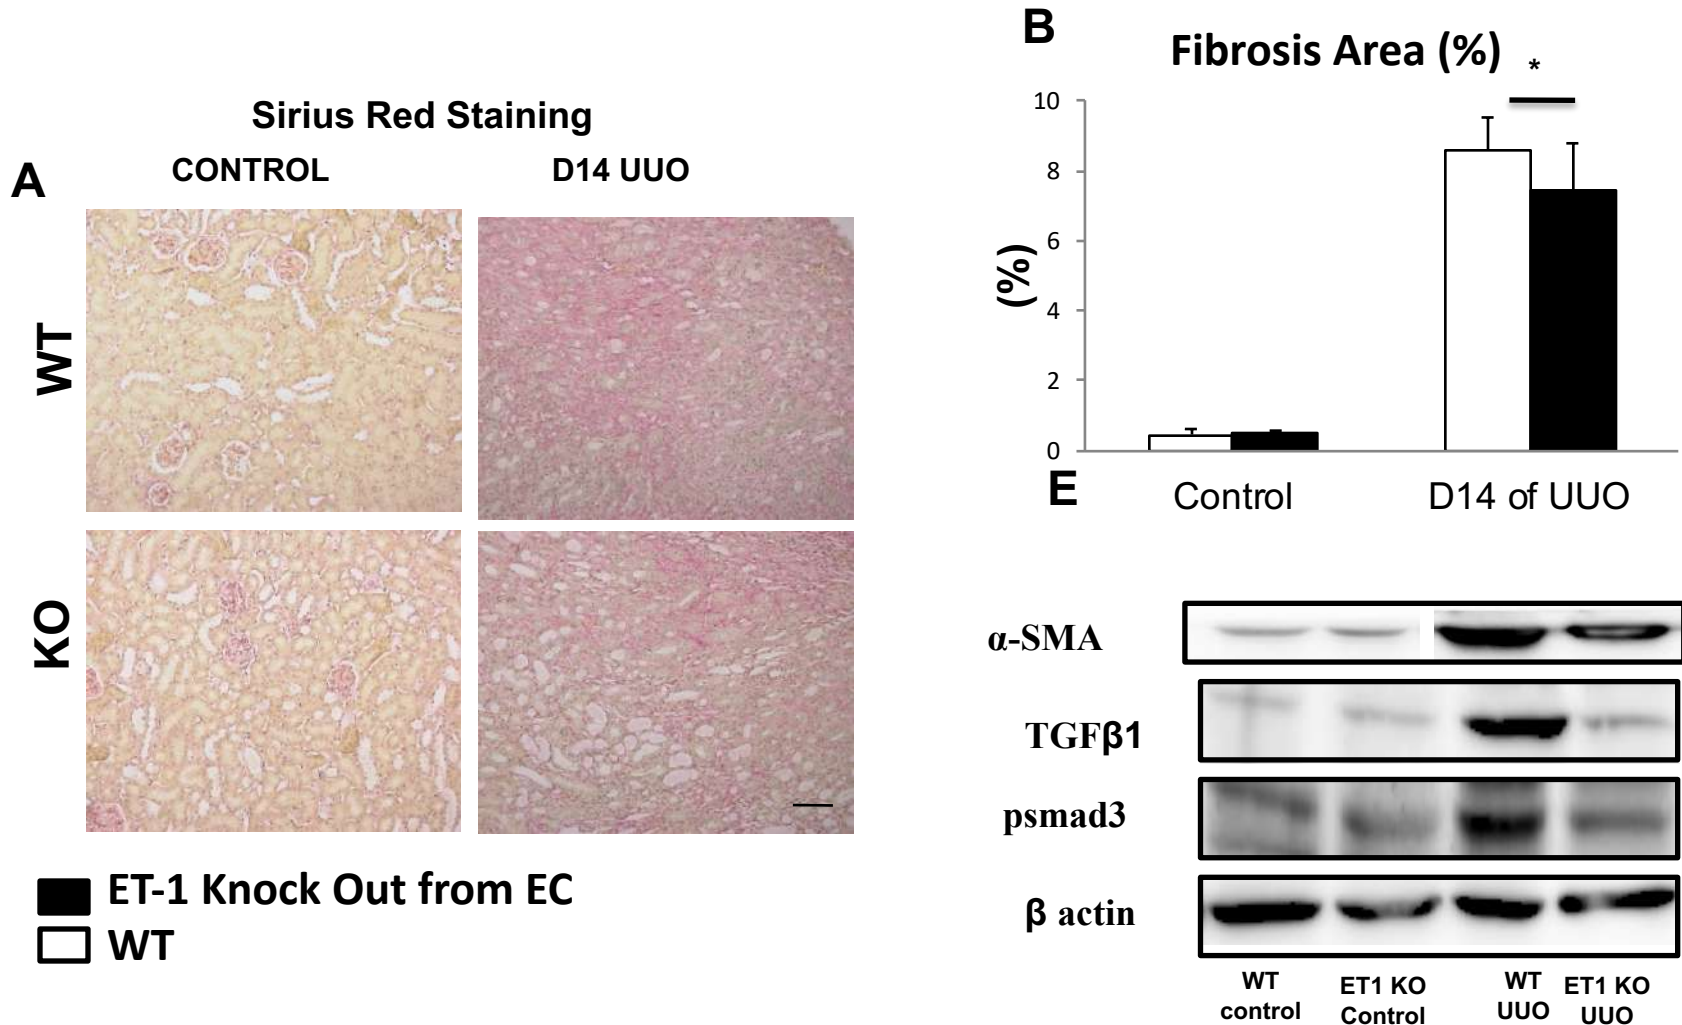 Sirius Red Staining
CONTROL
D14 UUO
A
WT
KO
ET-1 Knock Out from EC
WT
B
Fibrosis Area (%)
*
(%)
10
8
6
4
2
0
Control
D14 of UUO
E
α-SMA
TGFβ1
psmad3
β actin
WT
control
ET1 KO
Control
WT
UUO
ET1 KO
UUO